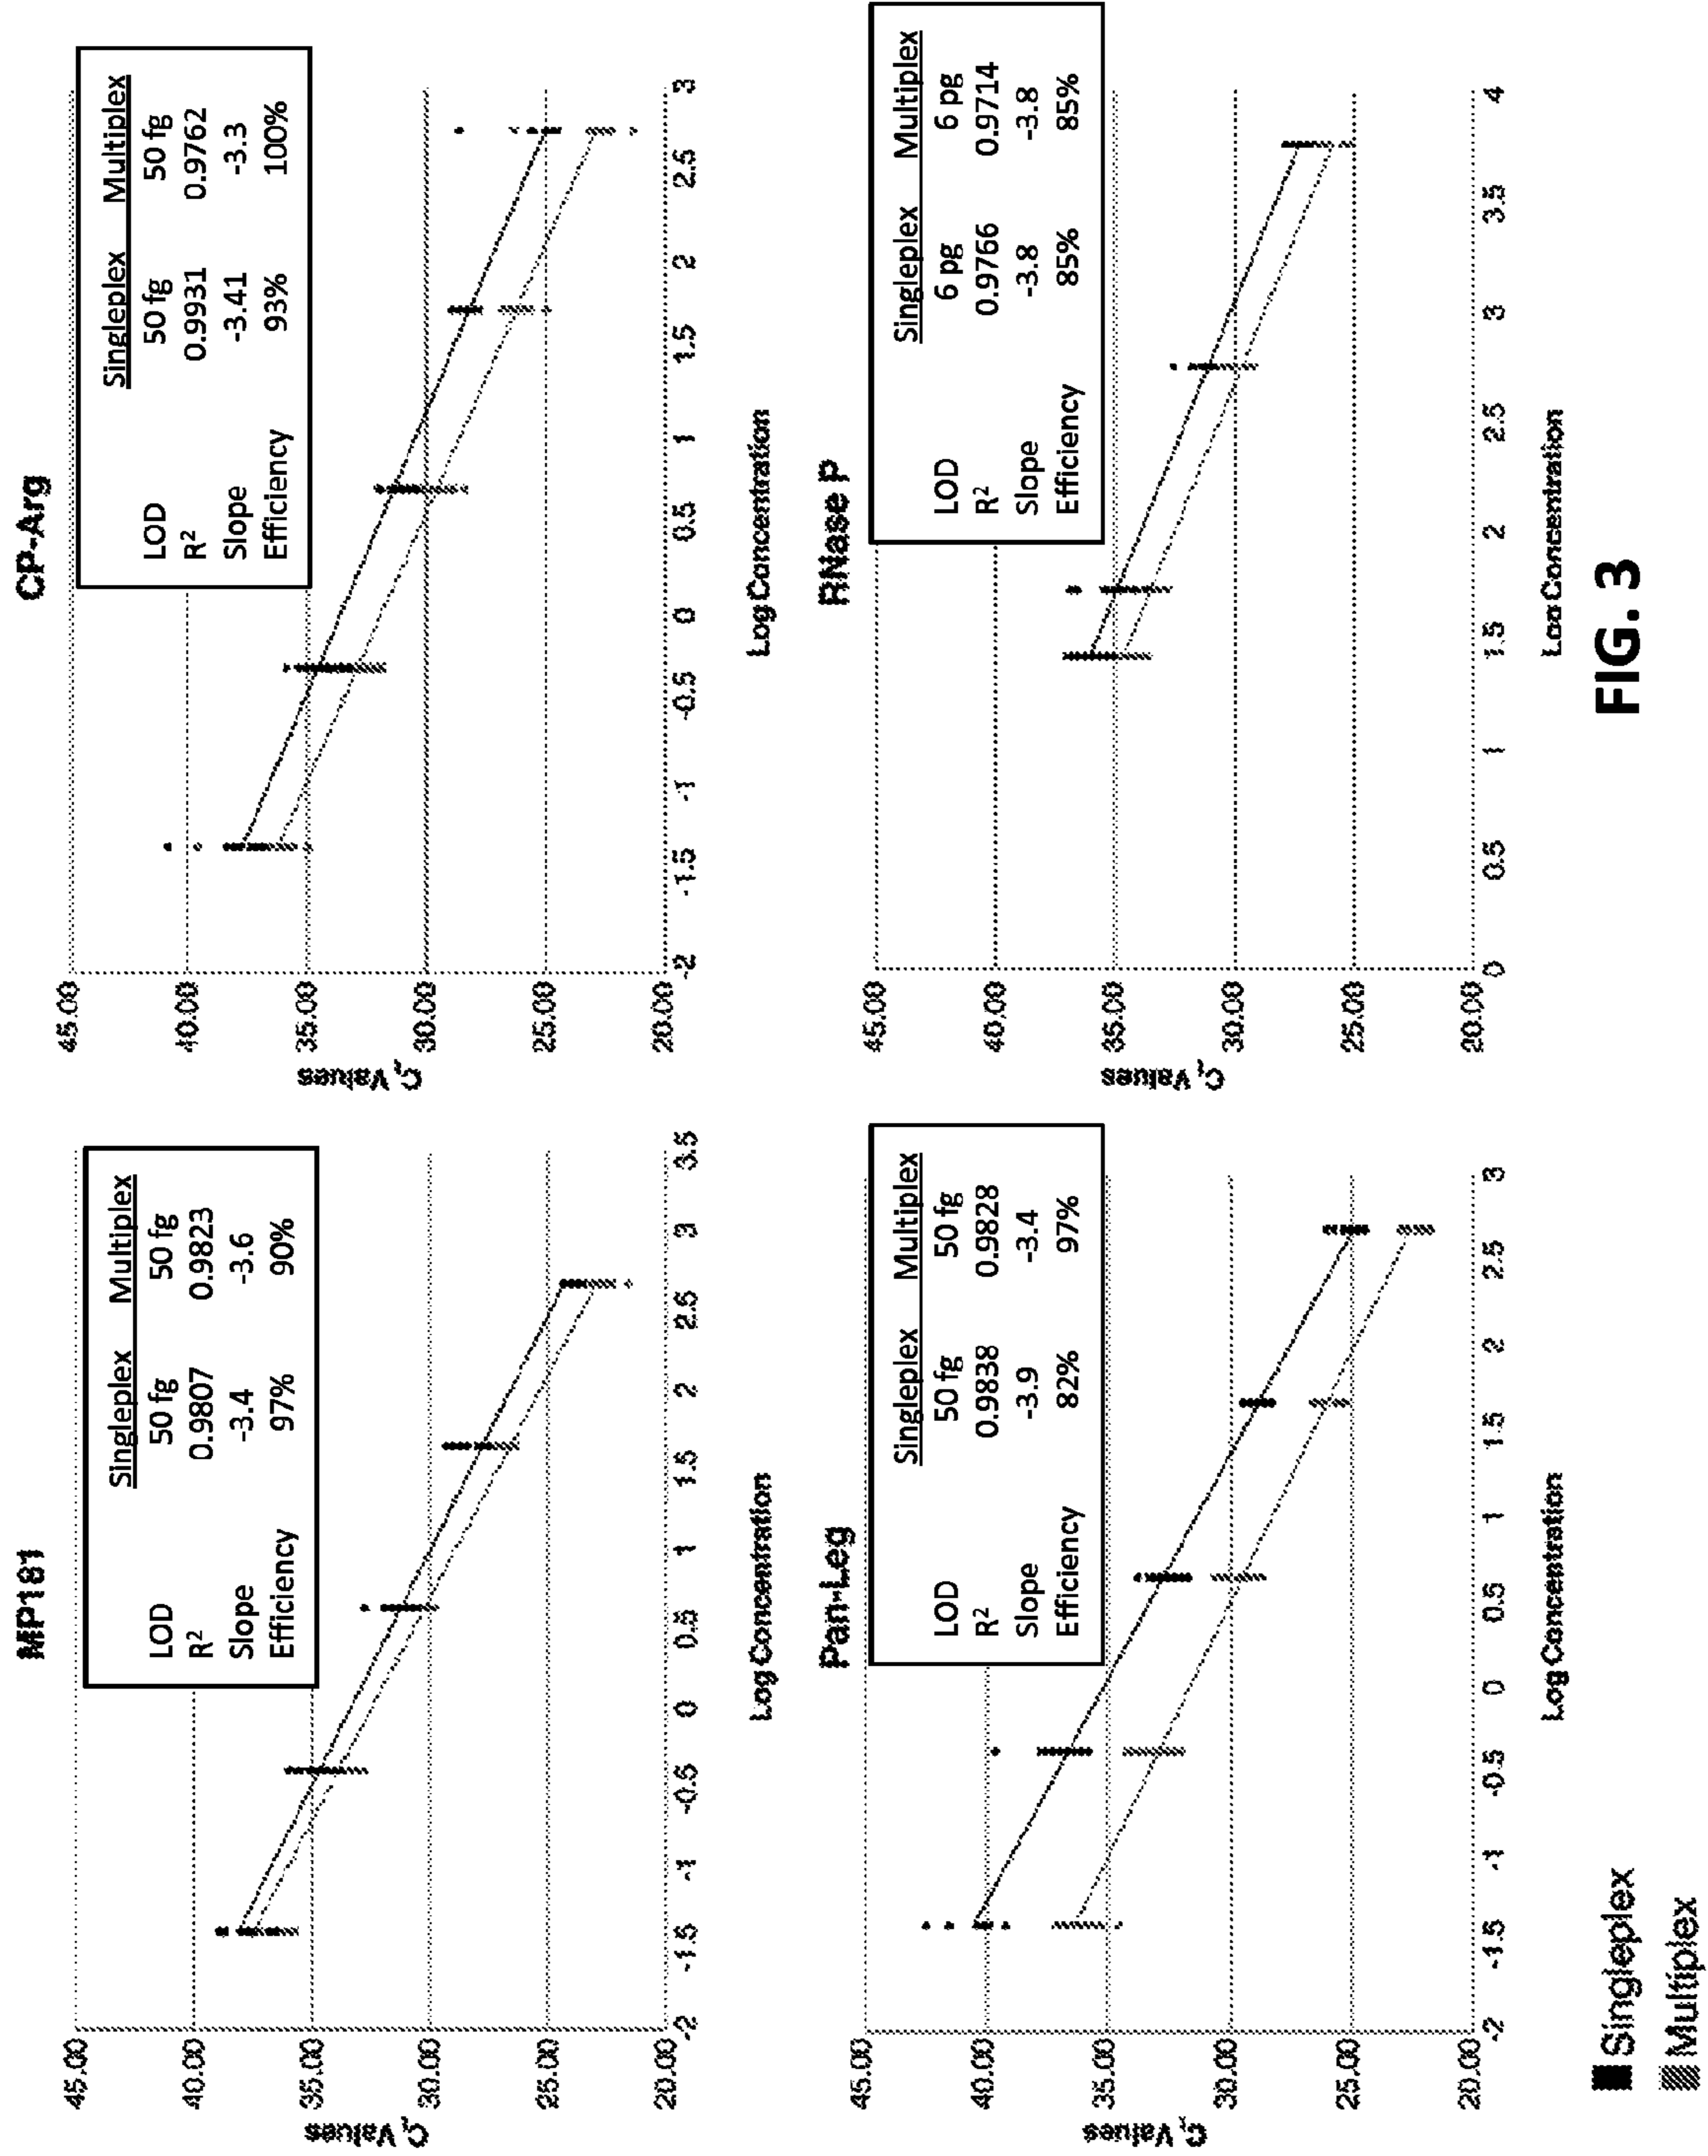 MP181
Singleplex Multiplex
LOD 50 fg 50 fg
R² 0.9807 0.9823
Slope -3.4 -3.6
Efficiency 97% 90%
45.00
40.00
35.00
30.00
25.00
20.00
Cₜ Values
-2 -1.5 -1 -0.5 0 0.5 1 1.5 2 2.5 3 3.5
Log Concentration
CP-Arg
Singleplex Multiplex
LOD 50 fg 50 fg
R² 0.9931 0.9762
Slope -3.41 -3.3
Efficiency 93% 100%
45.00
40.00
35.00
30.00
25.00
20.00
Cₜ Values
-2 -1.5 -1 -0.5 0 0.5 1 1.5 2 2.5 3
Log Concentration
Pan-Leg
Singleplex Multiplex
LOD 50 fg 50 fg
R² 0.9838 0.9828
Slope -3.9 -3.4
Efficiency 82% 97%
45.00
40.00
35.00
30.00
25.00
20.00
Cₜ Values
-2 -1.5 -1 -0.5 0 0.5 1 1.5 2 2.5 3
Log Concentration
RNase P
Singleplex Multiplex
LOD 6 pg 6 pg
R² 0.9766 0.9714
Slope -3.8 -3.8
Efficiency 85% 85%
45.00
40.00
35.00
30.00
25.00
20.00
Cₜ Values
0 0.5 1 1.5 2 2.5 3 3.5 4
Log Concentration
Singleplex
Multiplex
FIG. 3